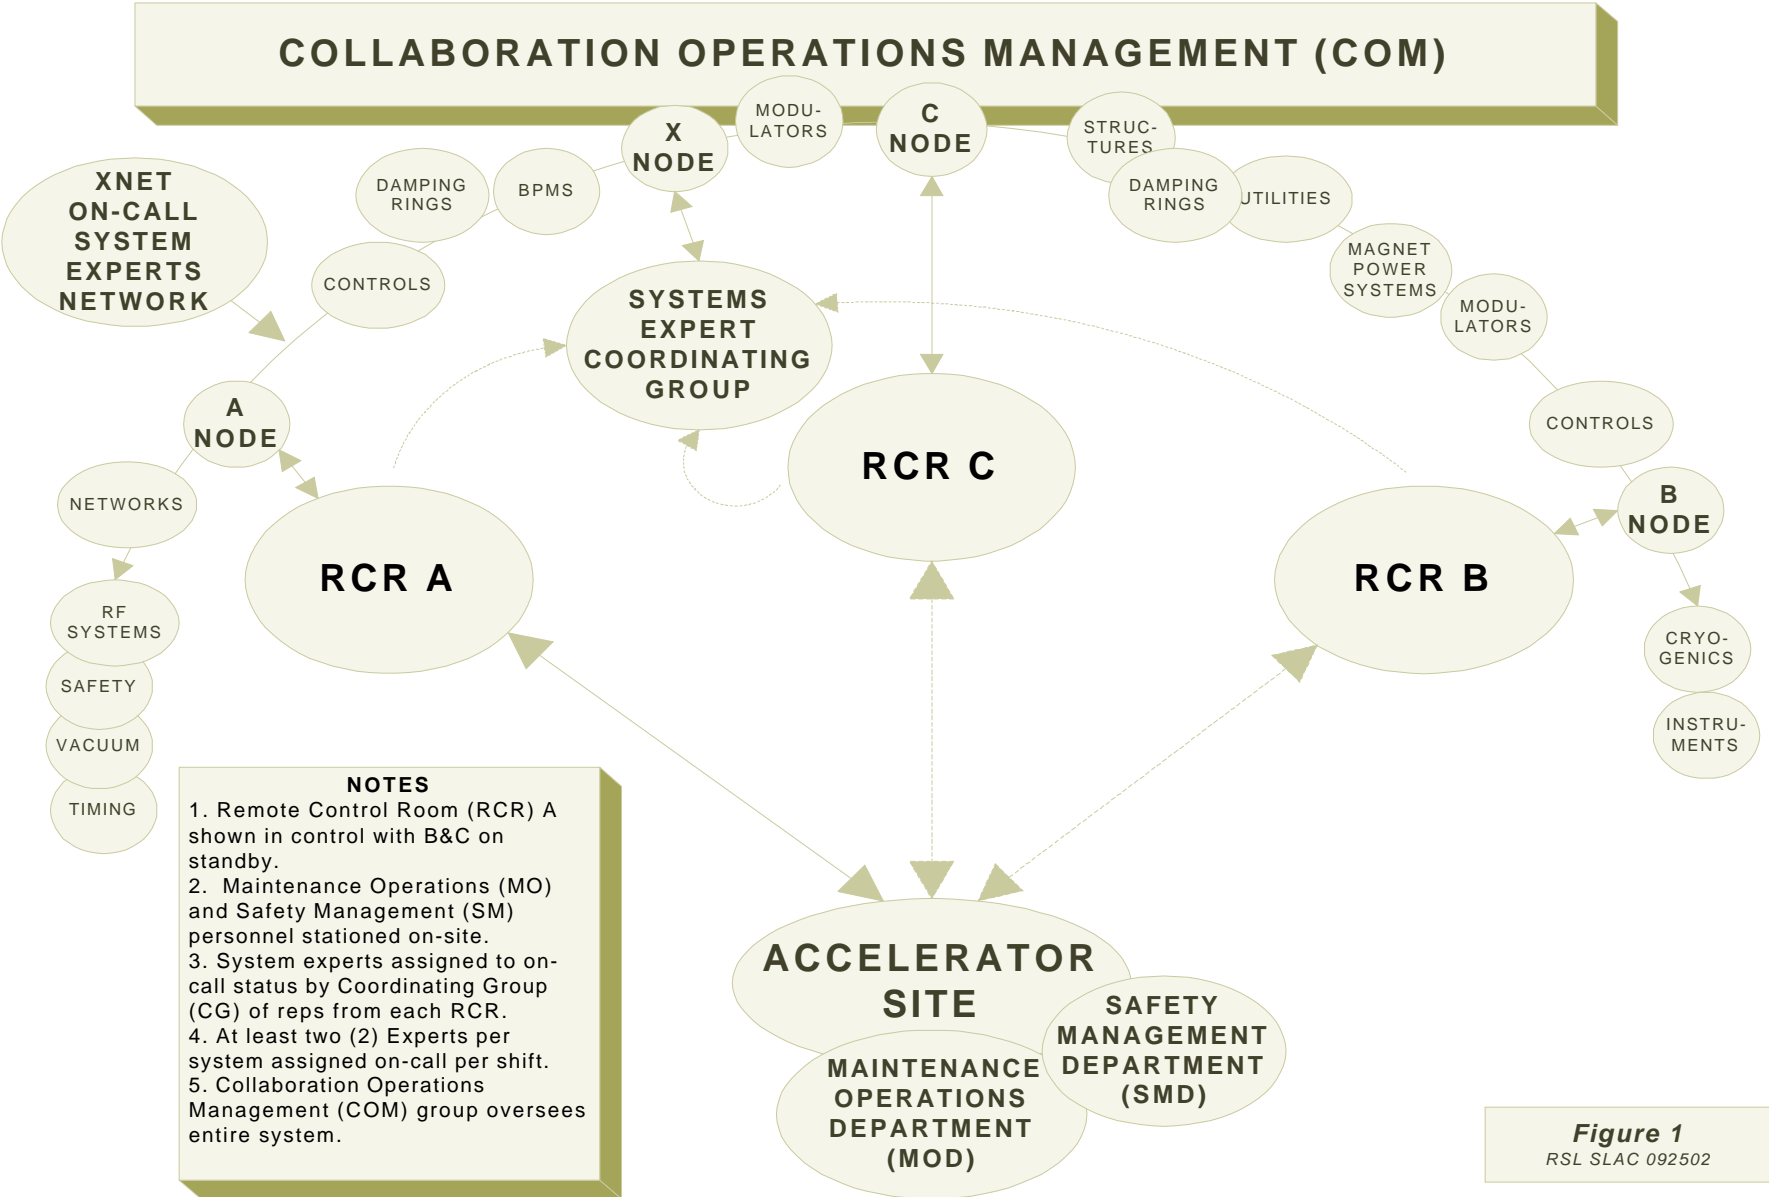 COLLABORATION OPERATIONS MANAGEMENT (COM)
XNET
ON-CALL
SYSTEM
EXPERTS
NETWORK
DAMPING
RINGS
BPMS
X
NODE
MODU-
LATORS
C
NODE
STRUC-
TURES
DAMPING
RINGS
UTILITIES
MAGNET
POWER
SYSTEMS
MODU-
LATORS
CONTROLS
CONTROLS
B
NODE
CRYO-
GENICS
INSTRU-
MENTS
A
NODE
NETWORKS
RF
SYSTEMS
SAFETY
VACUUM
TIMING
SYSTEMS
EXPERT
COORDINATING
GROUP
RCR A
RCR C
RCR B
NOTES
1. Remote Control Room (RCR) A
shown in control with B&C on
standby.
2.  Maintenance Operations (MO)
and Safety Management (SM)
personnel stationed on-site.
3. System experts assigned to on-
call status by Coordinating Group
(CG) of reps from each RCR.
4. At least two (2) Experts per
system assigned on-call per shift.
5. Collaboration Operations
Management (COM) group oversees
entire system.
ACCELERATOR
SITE
SAFETY
MANAGEMENT
DEPARTMENT
(SMD)
MAINTENANCE
OPERATIONS
DEPARTMENT
(MOD)
Figure 1
RSL SLAC 092502